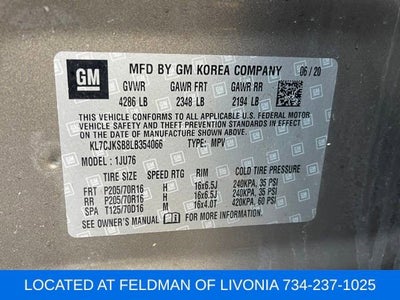 GM
MFD BY GM KOREA COMPANY 06/20
GVWR GAWR FRT GAWR RR
4286 LB 2348 LB 2194 LB
THIS VEHICLE CONFORMS TO ALL APPLICABLE
U.S. FEDERAL MOTOR VEHICLE SAFETY, BUMPER,
AND THEFT PREVENTION STANDARDS IN EFFECT ON
THE DATE OF MANUFACTURE SHOWN ABOVE.
KL7CJKSB8LB354066 TYPE: MPV
MODEL: 1JU76
TIRE SIZE SPEED RTG RIM COLD TIRE PRESSURE
FRT P205/70R16 H 16x6.5J 240KPA, 35 PSI
RR P205/70R16 H 16x6.5J 240KPA, 35 PSI
SPA T125/70D16 M 16x4.0T 420KPA, 60 PSI
SEE OWNER'S MANUAL FOR MORE INFORMATION.
LOCATED AT FELDMAN OF LIVONIA 734-237-1025